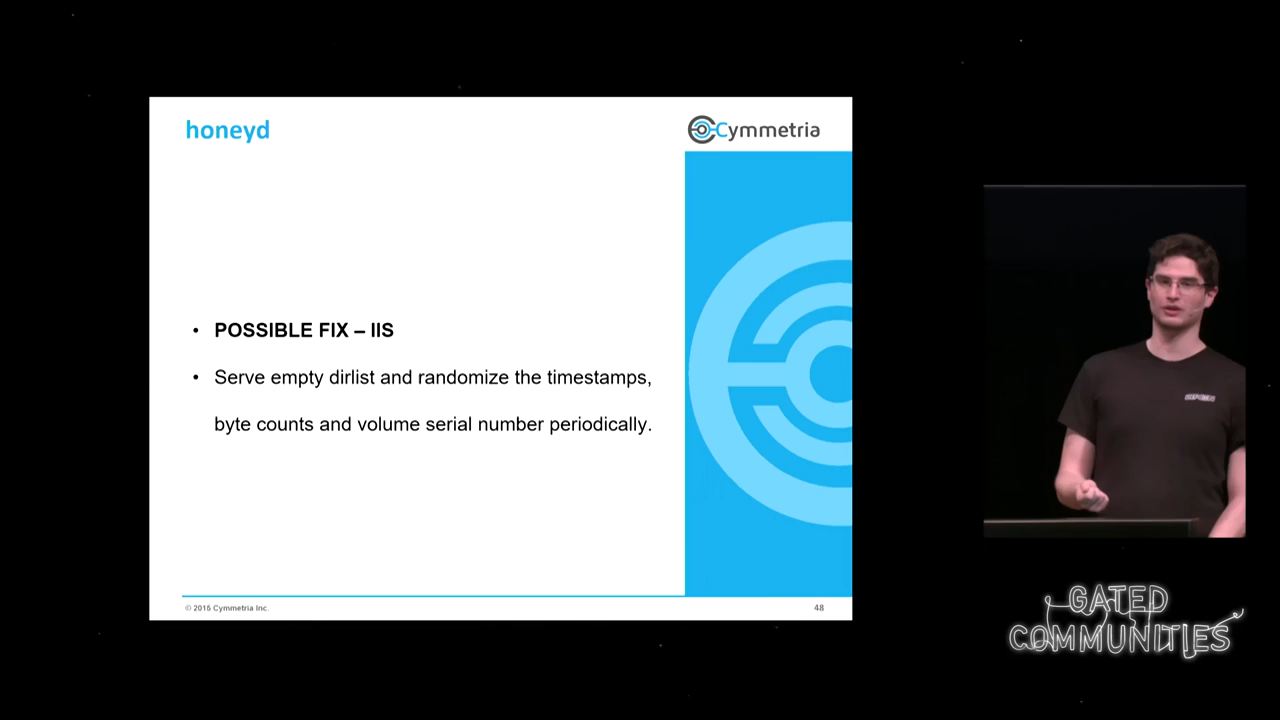 honeyd
Cymmetria
• POSSIBLE FIX – IIS
• Serve empty dirlist and randomize the timestamps,
byte counts and volume serial number periodically.
© 2015 Cymmetria Inc.
48
GATED
COMMUNITIES